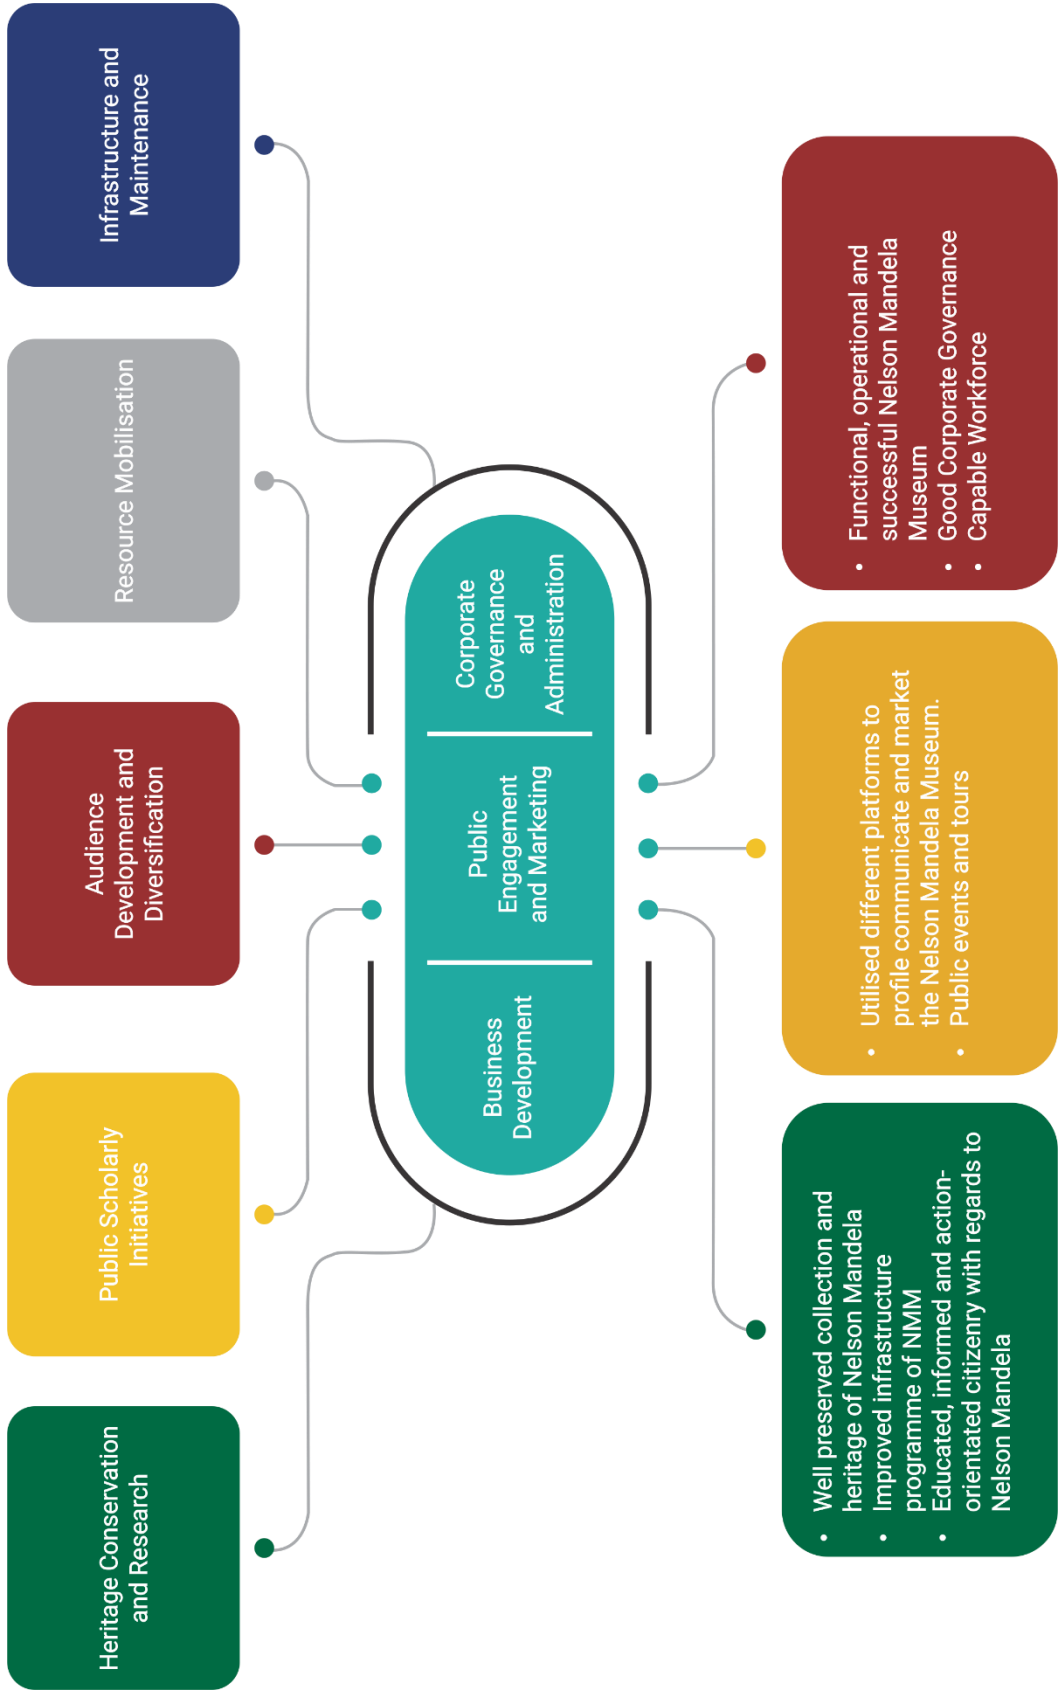 Heritage Conservation
and Research
Public Scholarly
Initiatives
Audience
Development and
Diversification
Resource Mobilisation
Infrastructure and
Maintenance
Business
Development
Public
Engagement
and Marketing
Corporate
Governance
and
Administration
• Well preserved collection and
heritage of Nelson Mandela
• Improved infrastructure
programme of NMM
• Educated, informed and action-
orientated citizenry with regards to
Nelson Mandela
• Utilised different platforms to
profile communicate and market
the Nelson Mandela Museum.
• Public events and tours
• Functional, operational and
successful Nelson Mandela
Museum
• Good Corporate Governance
• Capable Workforce